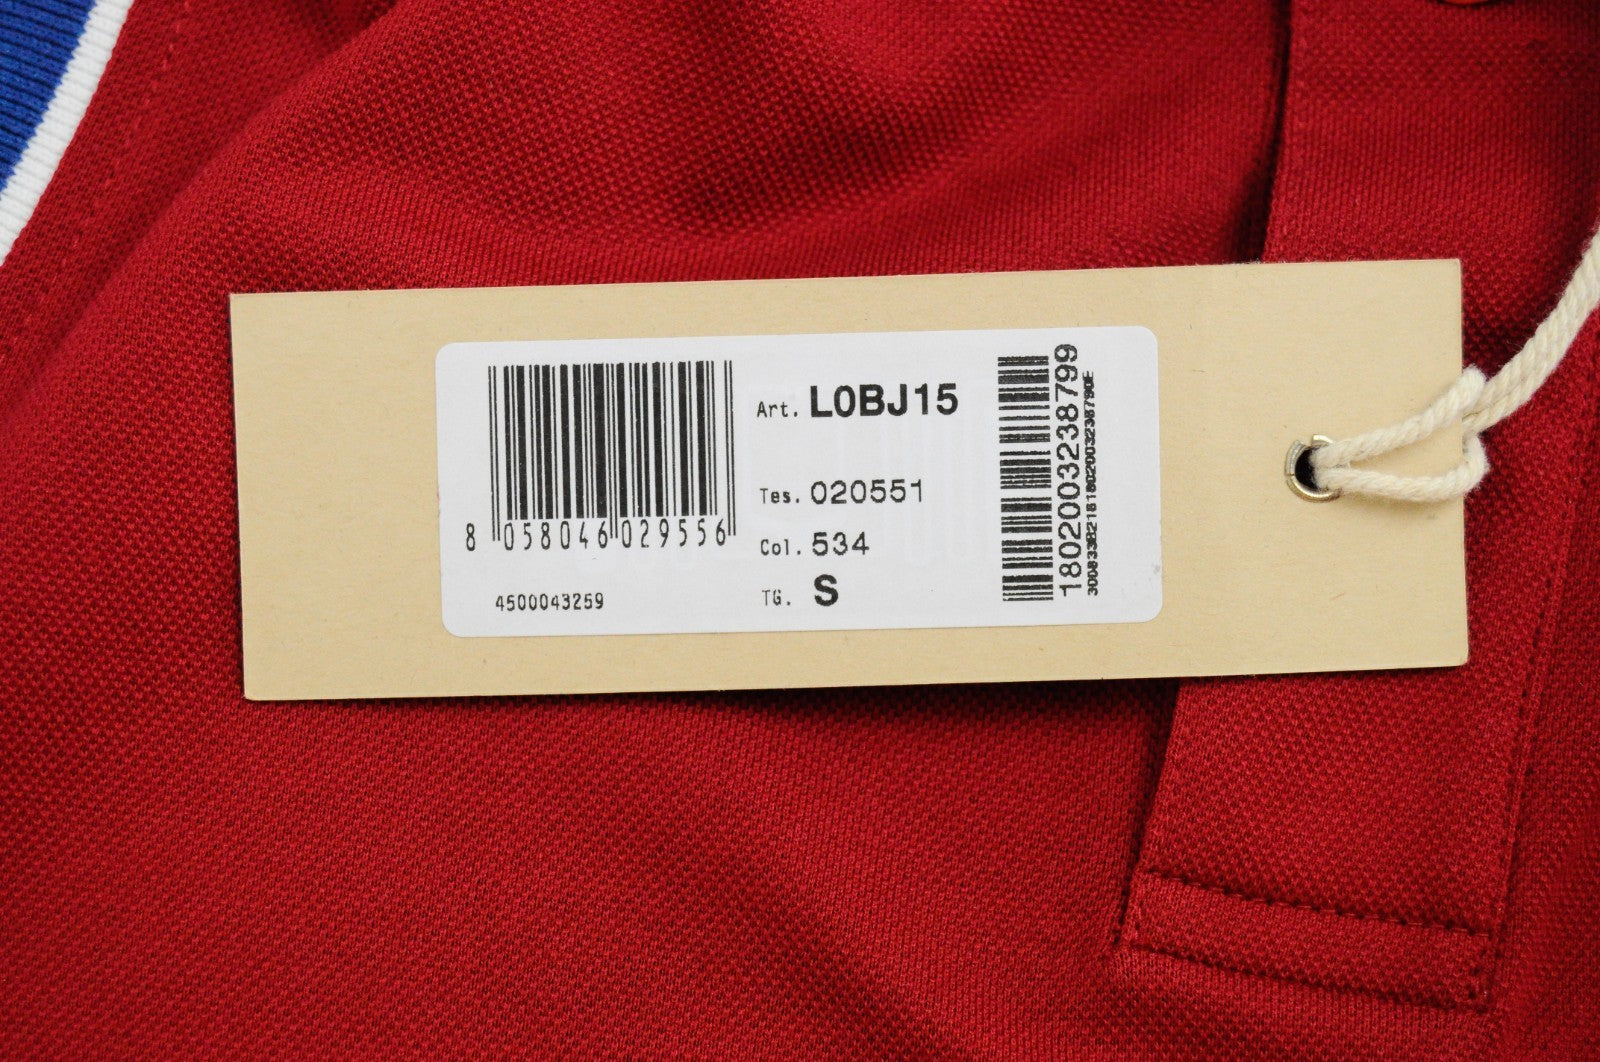 8 058046 029556
4500043259
Art. L0BJ15
Tes. 020551
Col. 534
TG. S
1802003238799